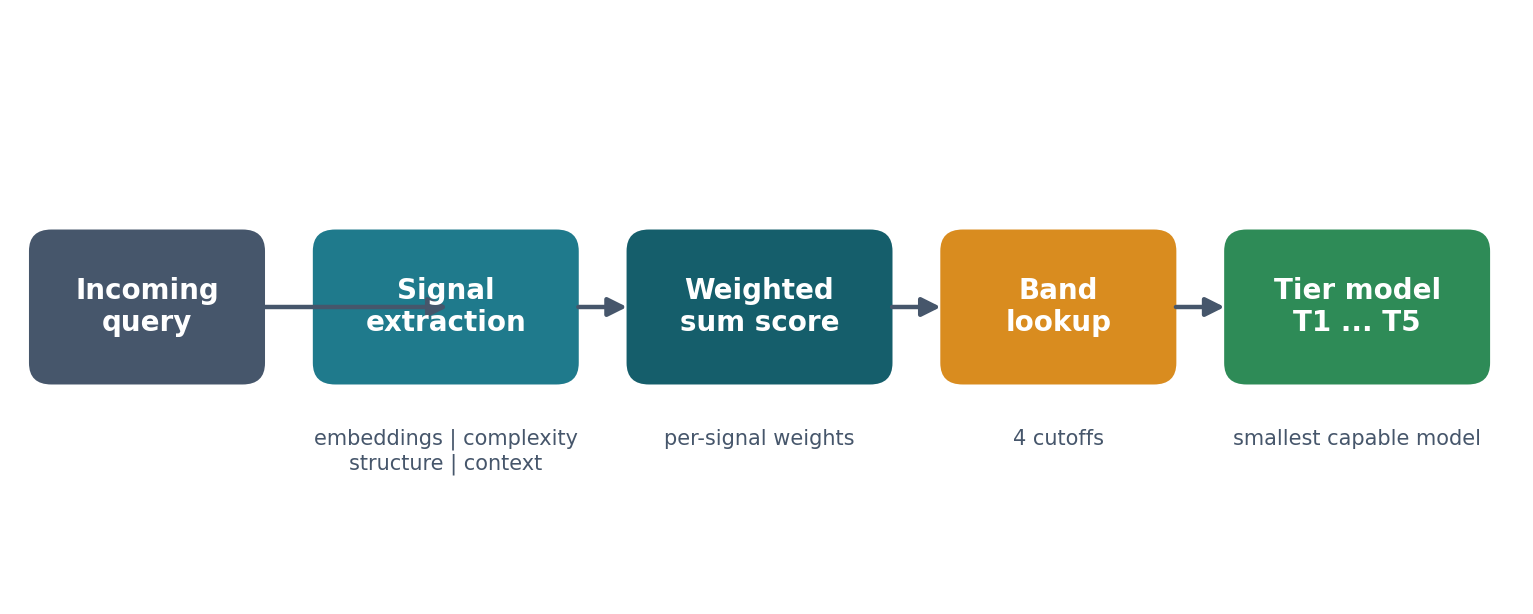 Incoming
query
Signal
extraction
Weighted
sum score
Band
lookup
Tier model
T1 ... T5
embeddings | complexity
structure | context
per-signal weights
4 cutoffs
smallest capable model